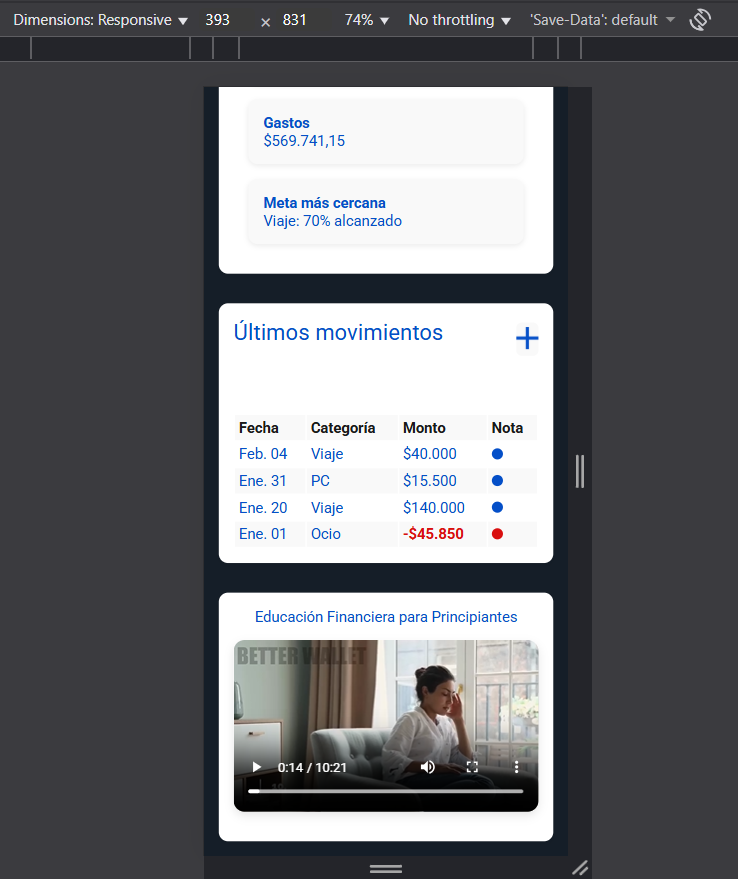 Dimensions: Responsive 393 × 831 74% No throttling 'Save-Data': default
Gastos
$569.741,15
Meta más cercana
Viaje: 70% alcanzado
Últimos movimientos
Fecha Categoría Monto Nota
Feb. 04 Viaje $40.000
Ene. 31 PC $15.500
Ene. 20 Viaje $140.000
Ene. 01 Ocio -$45.850
Educación Financiera para Principiantes
BETTER WALLET
0:14 / 10:21